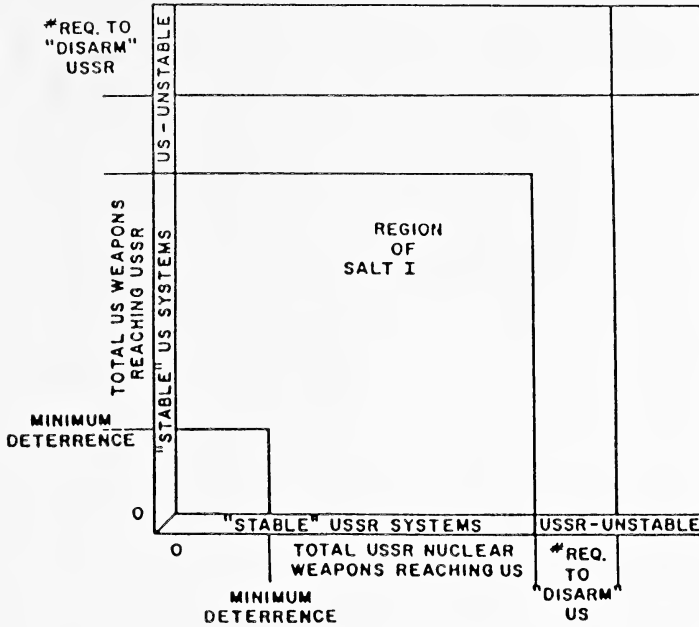 #REQ. TO
"DISARM"
USSR
US-UNSTABLE
TOTAL US WEAPONS
REACHING USSR
"STABLE" US SYSTEMS
REGION
OF
SALT I
MINIMUM
DETERRENCE
0
"STABLE" USSR SYSTEMS
USSR-UNSTABLE
0
TOTAL USSR NUCLEAR
WEAPONS REACHING US
#REQ.
TO
"DISARM"
US
MINIMUM
DETERRENCE